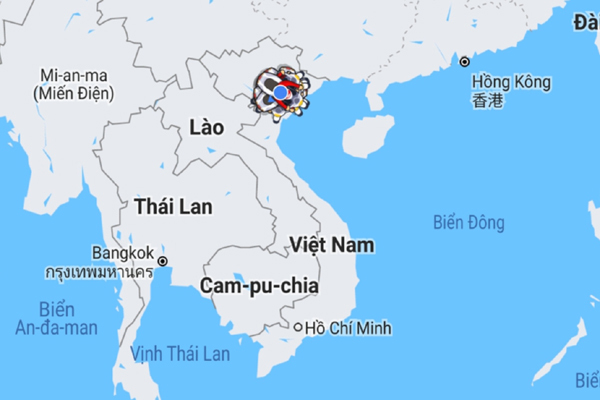 Đà
Mi-an-ma
(Miến Điện)
Hồng Kông
香港
Lào
Thái Lan
Biển Đông
Việt Nam
Bangkok
กรุงเทพมหานคร
Cam-pu-chia
Biển
An-đa-man
Hồ Chí Minh
Vịnh Thái Lan
Biể